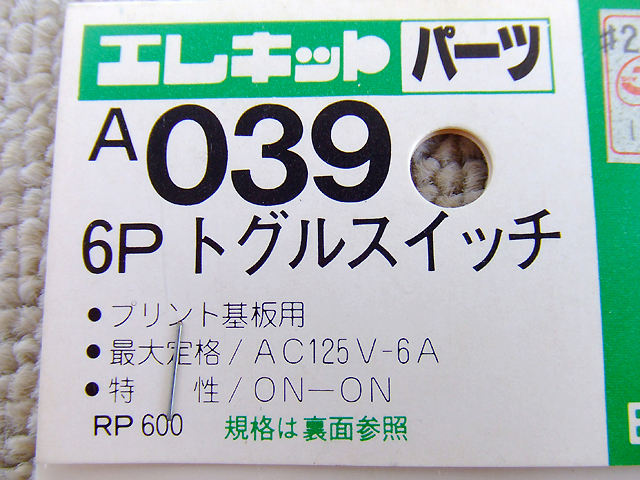 エレキット パーツ
#2
A039
6P トグルスイッチ
●プリント基板用
●最大定格/AC125V-6A
●特 性/ON—ON
RP 600 規格は裏面参照